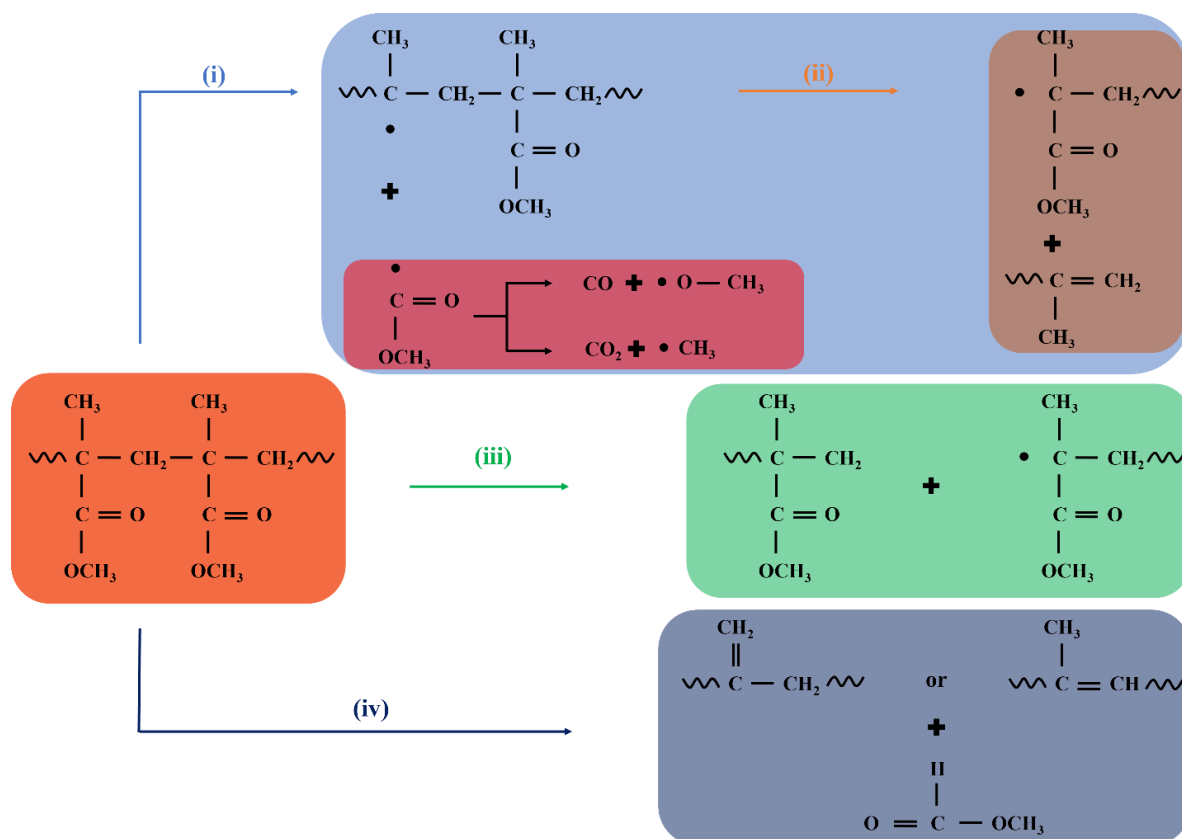 CH₃ CH₃ CH₃
(i) (ii)
C — CH₂ — C — CH₂ • C — CH₂
•
C = O C = O
+
OCH₃ OCH₃
+
•
CO + • O — CH₃
C = O C = CH₂
OCH₃ CO₂ + • CH₃ CH₃
CH₃ CH₃ CH₃ CH₃
C — CH₂ — C — CH₂ (iii) C — CH₂ + • C — CH₂
C = O C = O C = O C = O
OCH₃ OCH₃ OCH₃ OCH₃
CH₂ CH₃
C — CH₂ or C = CH
(iv)
+
H
O = C — OCH₃